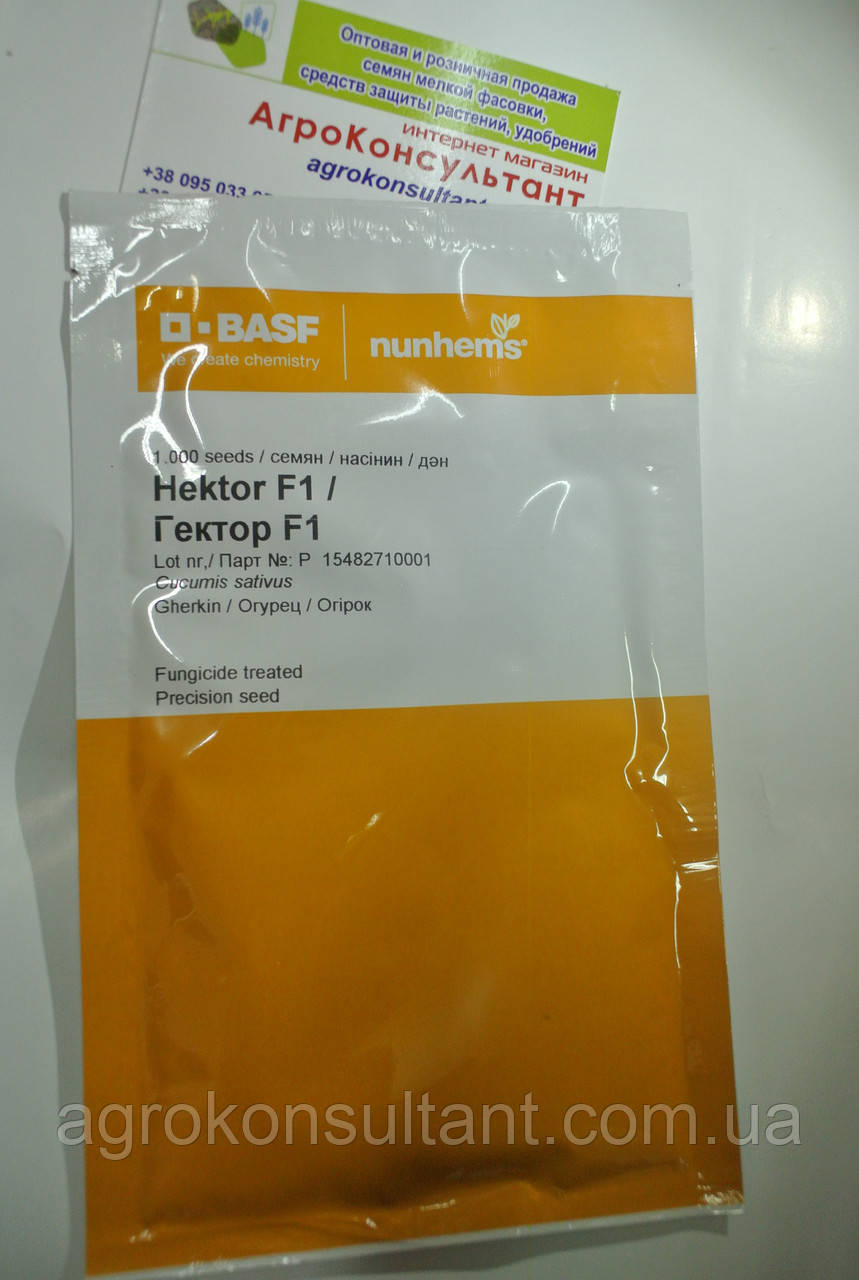 Оптовая и розничная продажа
семян мелкой фасовки,
средств защиты растений, удобрений
интернет магазин
АгроКонсультант
agrokonsultant
+38 095 033
BASF
We create chemistry
nunhems®
1.000 seeds / семян / насінин / дән
Hektor F1 /
Гектор F1
Lot nr,/ Парт №: P 15482710001
Cucumis sativus
Gherkin / Огурец / Огірок
Fungicide treated
Precision seed
agrokonsultant.com.ua